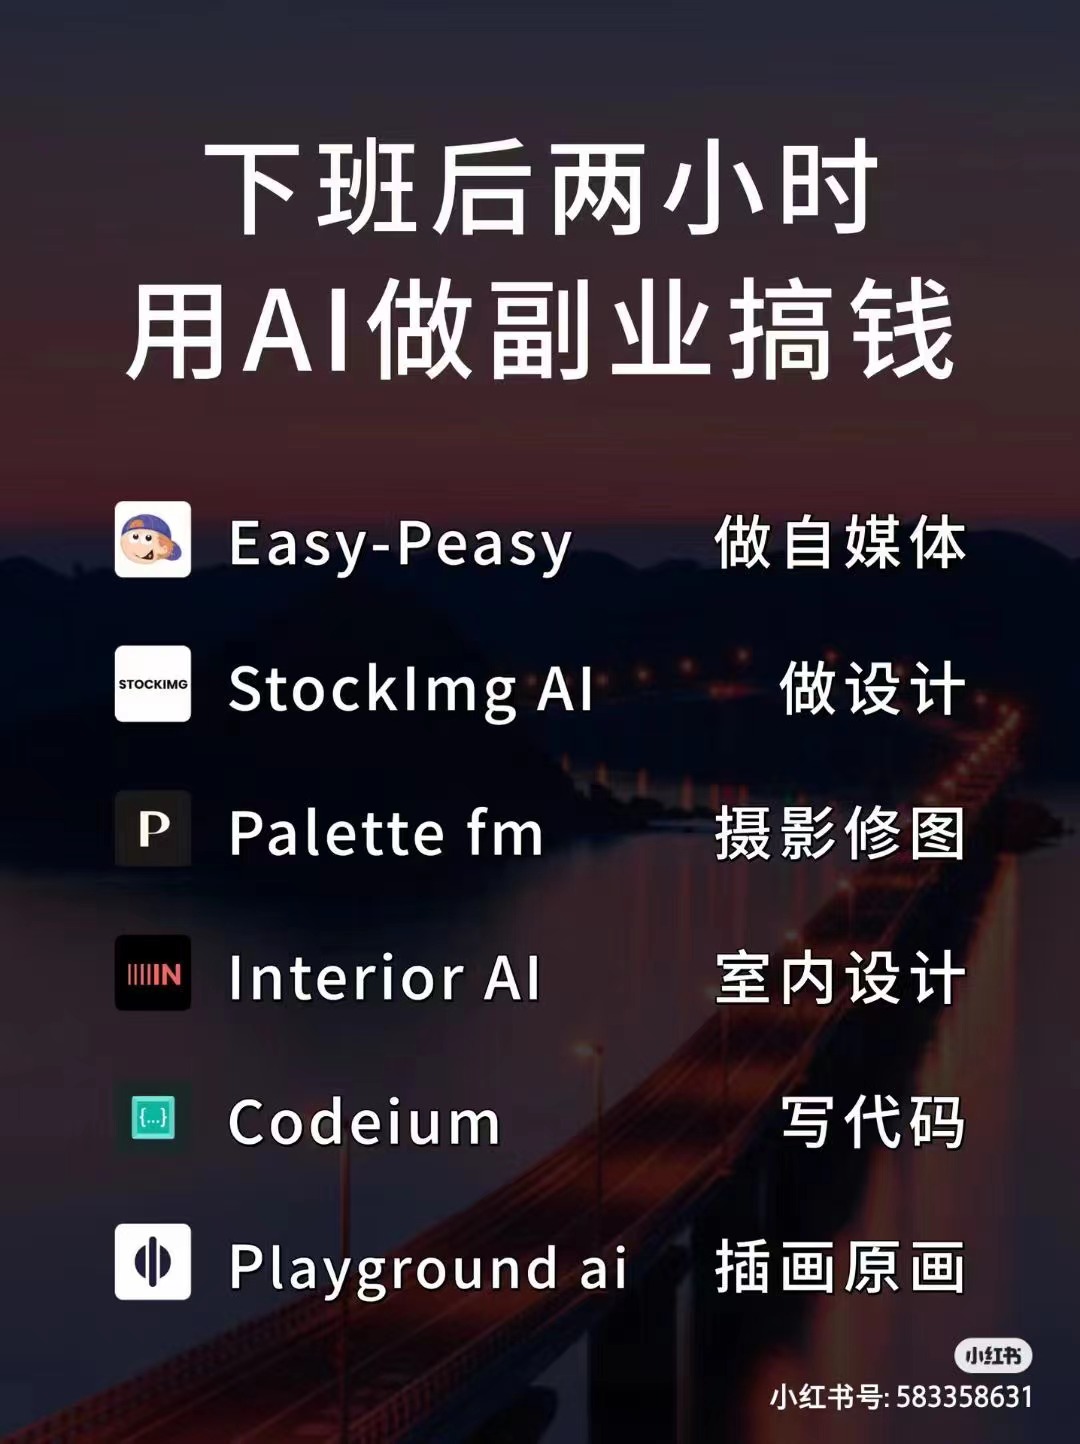 下班后两小时
用AI做副业搞钱
Easy-Peasy 做自媒体
STOCKIMG StockImg AI 做设计
P Palette fm 摄影修图
IN Interior AI 室内设计
{...} Codeium 写代码
Playground ai 插画原画
小红书
小红书号: 583358631